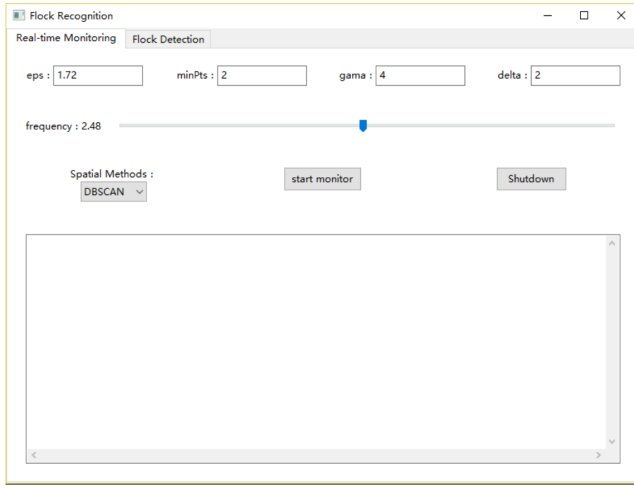 Flock Recognition
Real-time Monitoring Flock Detection
eps : 1.72 minPts : 2 gama : 4 delta : 2
frequency : 2.48
Spatial Methods :
DBSCAN start monitor Shutdown